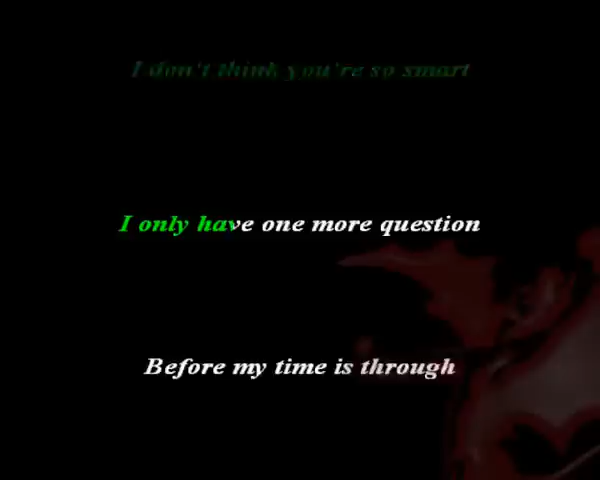 I don't think you're so smart
I only have one more question
Before my time is through